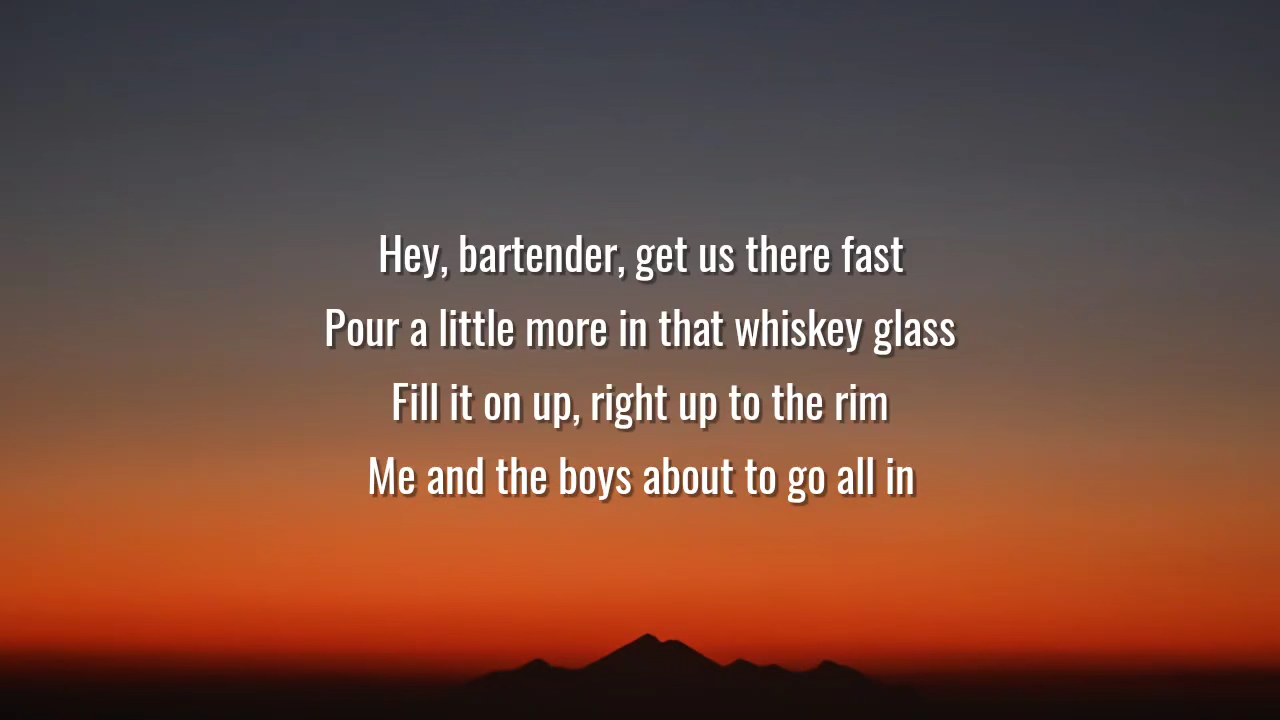 Hey, bartender, get us there fast
Pour a little more in that whiskey glass
Fill it on up, right up to the rim
Me and the boys about to go all in